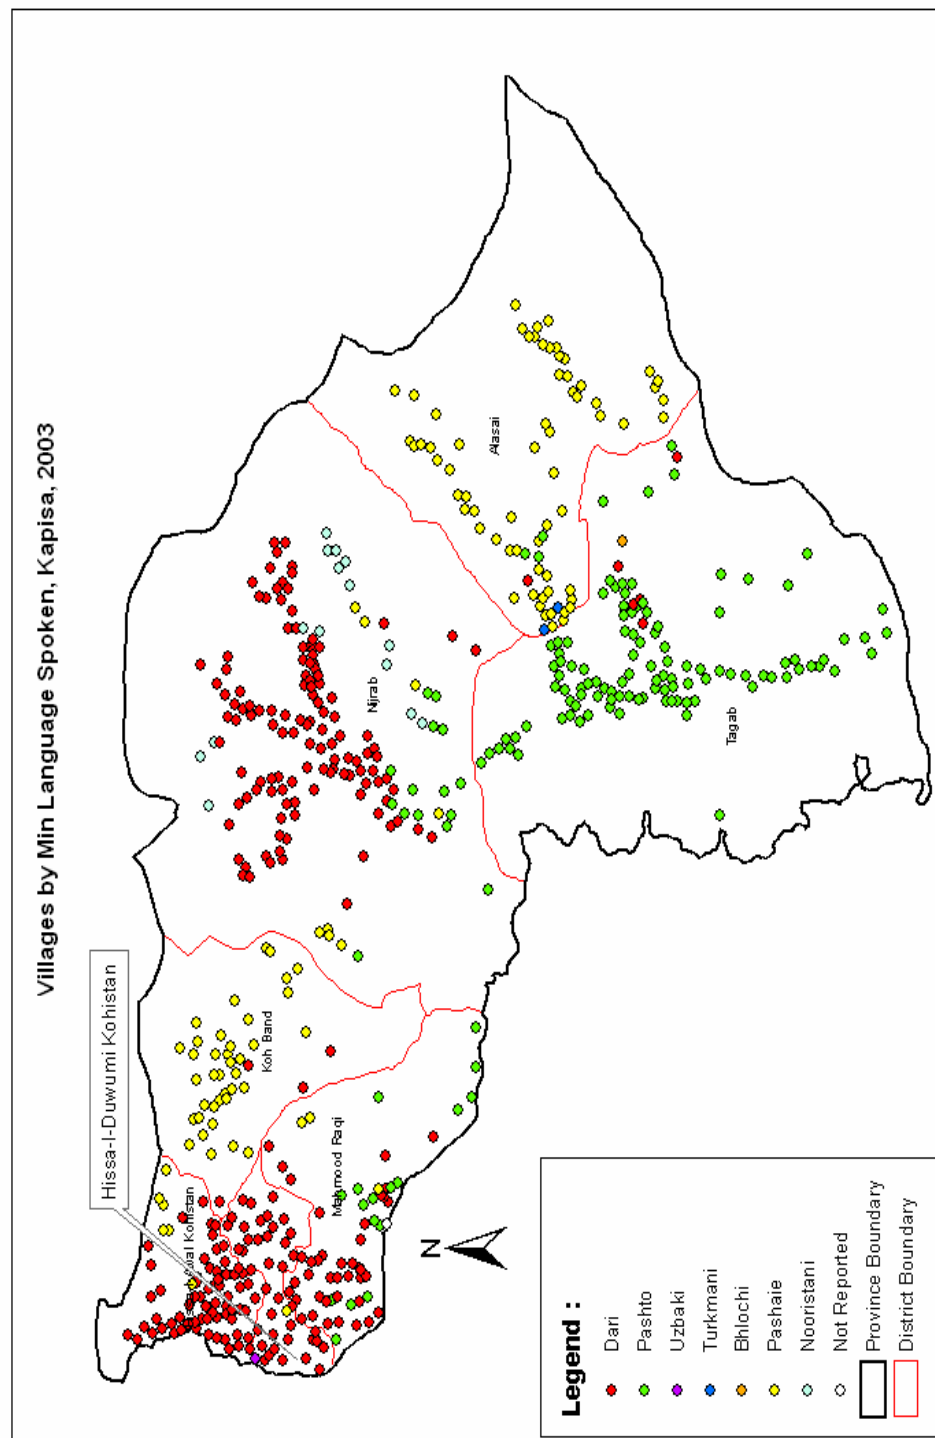 Villages by Min Language Spoken, Kapisa, 2003
Hissa-I-Duwumi Kohistan
Kohistan
Koh Band
Mahmood Raqi
Nijrab
Alasai
Tagab
N
Legend :
Dari
Pashto
Uzbaki
Turkmani
Bhlochi
Pashaie
Nooristani
Not Reported
Province Boundary
District Boundary